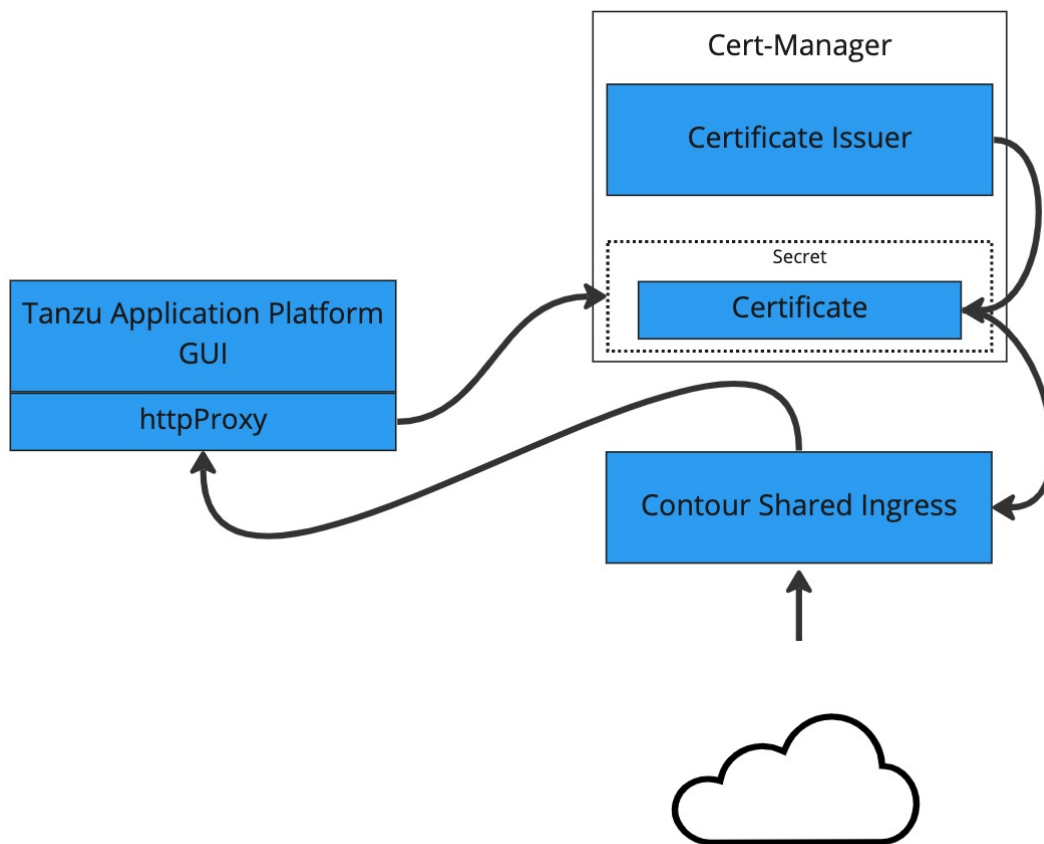 Cert-Manager
Certificate Issuer
Secret
Certificate
Tanzu Application Platform
GUI
httpProxy
Contour Shared Ingress